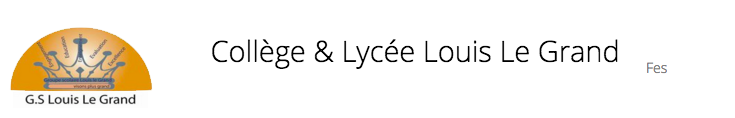 Collège & Lycée Louis Le Grand
Fes
G.S Louis Le Grand